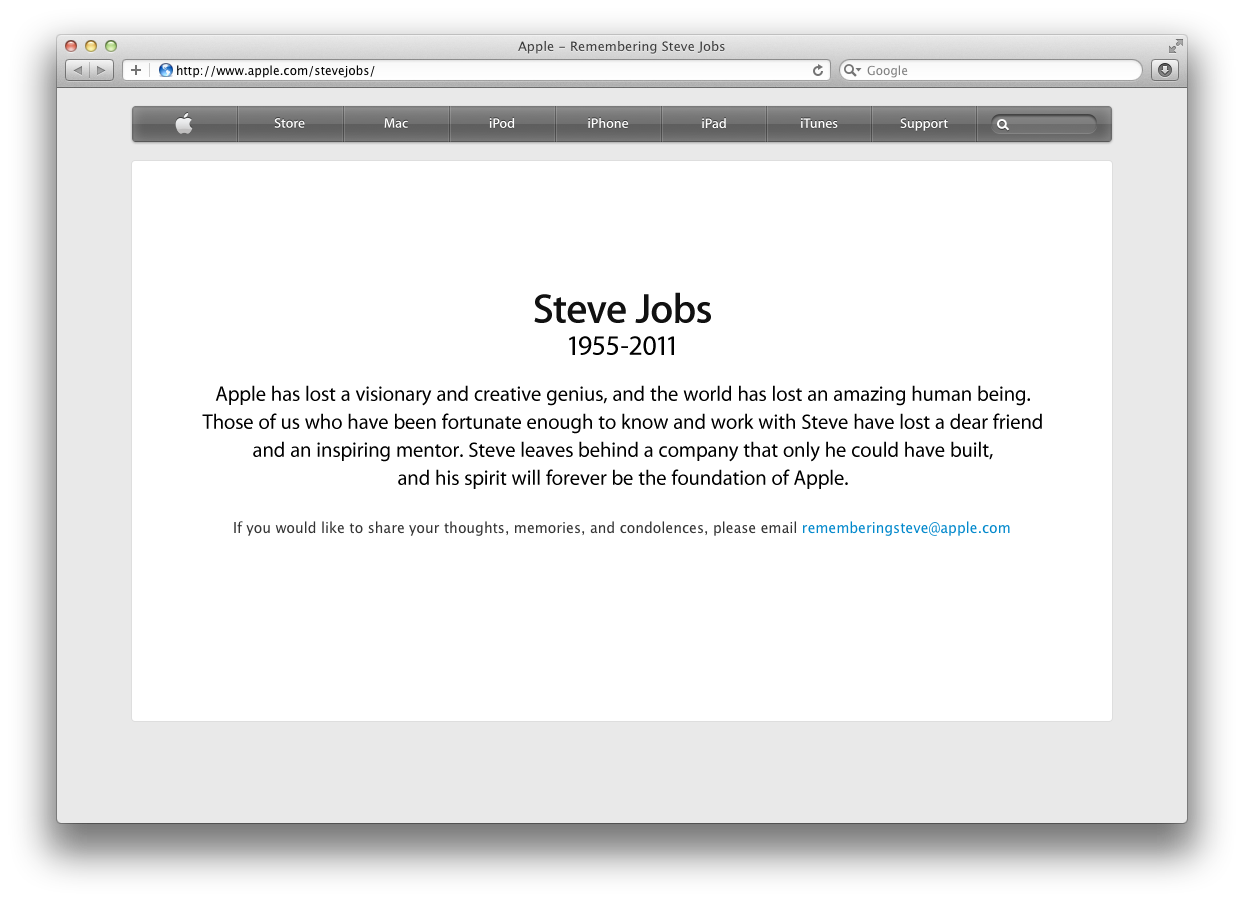 Apple – Remembering Steve Jobs
http://www.apple.com/stevejobs/
Google
Store Mac iPod iPhone iPad iTunes Support
Steve Jobs
1955-2011
Apple has lost a visionary and creative genius, and the world has lost an amazing human being.
Those of us who have been fortunate enough to know and work with Steve have lost a dear friend
and an inspiring mentor. Steve leaves behind a company that only he could have built,
and his spirit will forever be the foundation of Apple.
If you would like to share your thoughts, memories, and condolences, please email rememberingsteve@apple.com